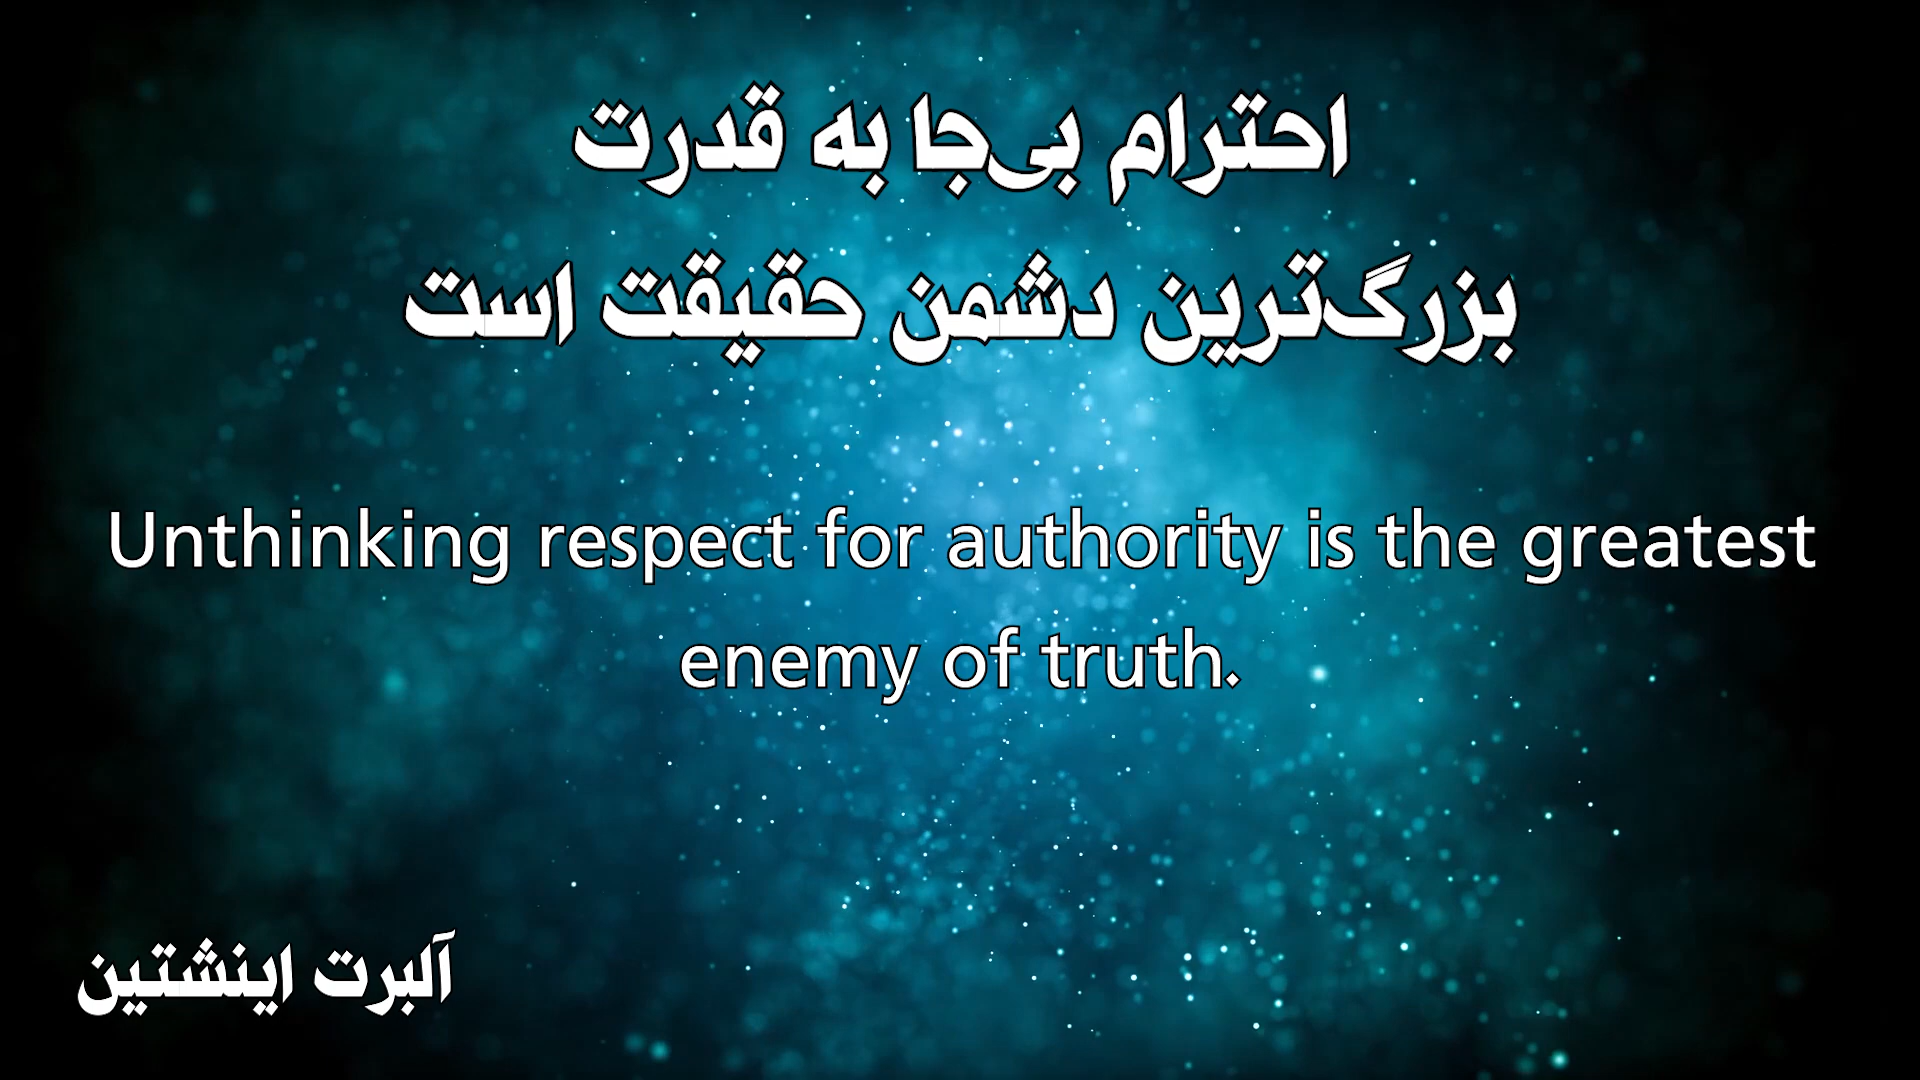 احترام بی‌جا به قدرت
بزرگ‌ترین دشمن حقیقت است
Unthinking respect for authority is the greatest
enemy of truth.
آلبرت اینشتین